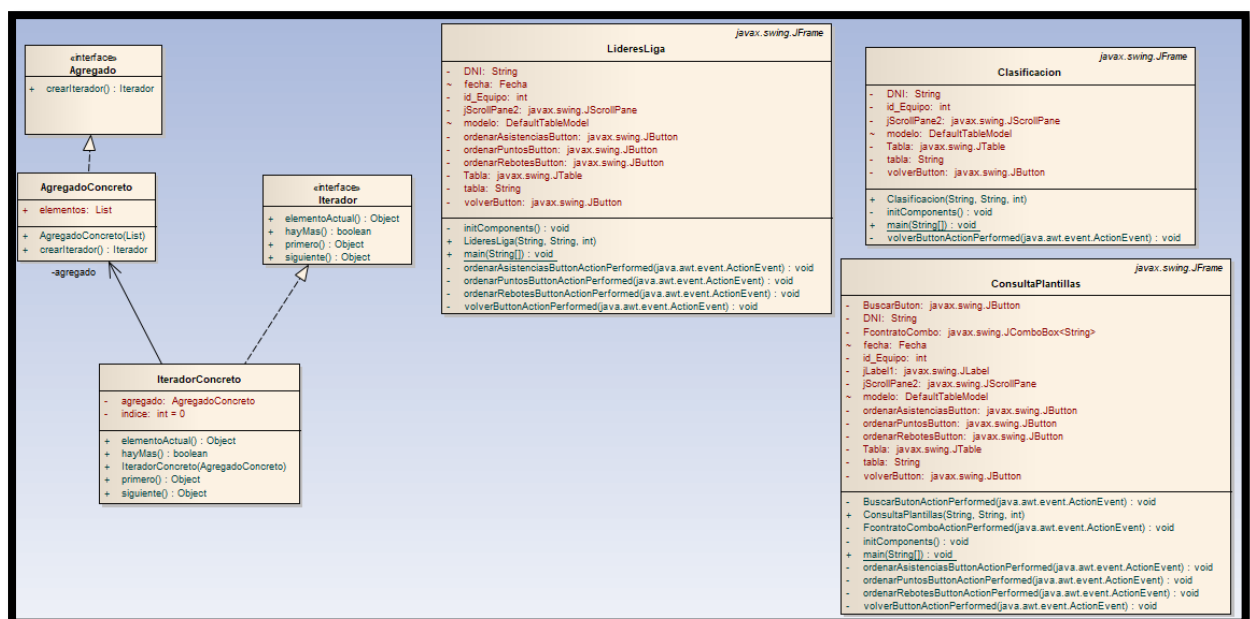 «interface»
Agregado
+ crearIterador() : Iterador
AgregadoConcreto
+ elementos: List
+ AgregadoConcreto(List)
+ crearIterador() : Iterador
-agregado
«interface»
Iterador
+ elementoActual() : Object
+ hayMas() : boolean
+ primero() : Object
+ siguiente() : Object
IteradorConcreto
- agregado: AgregadoConcreto
- indice: int = 0
+ elementoActual() : Object
+ hayMas() : boolean
+ IteradorConcreto(AgregadoConcreto)
+ primero() : Object
+ siguiente() : Object
javax.swing.JFrame
LideresLiga
- DNI: String
~ fecha: Fecha
- id_Equipo: int
- jScrollPane2: javax.swing.JScrollPane
~ modelo: DefaultTableModel
- ordenarAsistenciasButton: javax.swing.JButton
- ordenarPuntosButton: javax.swing.JButton
- ordenarRebotesButton: javax.swing.JButton
- Tabla: javax.swing.JTable
- tabla: String
- volverButton: javax.swing.JButton
- initComponents() : void
+ LideresLiga(String, String, int)
+ main(String[]) : void
- ordenarAsistenciasButtonActionPerformed(java.awt.event.ActionEvent) : void
- ordenarPuntosButtonActionPerformed(java.awt.event.ActionEvent) : void
- ordenarRebotesButtonActionPerformed(java.awt.event.ActionEvent) : void
- volverButtonActionPerformed(java.awt.event.ActionEvent) : void
javax.swing.JFrame
Clasificacion
- DNI: String
- id_Equipo: int
- jScrollPane2: javax.swing.JScrollPane
~ modelo: DefaultTableModel
- Tabla: javax.swing.JTable
- tabla: String
- volverButton: javax.swing.JButton
+ Clasificacion(String, String, int)
- initComponents() : void
+ main(String[]) : void
- volverButtonActionPerformed(java.awt.event.ActionEvent) : void
javax.swing.JFrame
ConsultaPlantillas
- BuscarButon: javax.swing.JButton
- DNI: String
- FcontratoCombo: javax.swing.JComboBox<String>
~ fecha: Fecha
- id_Equipo: int
- jLabel1: javax.swing.JLabel
- jScrollPane2: javax.swing.JScrollPane
~ modelo: DefaultTableModel
- ordenarAsistenciasButton: javax.swing.JButton
- ordenarPuntosButton: javax.swing.JButton
- ordenarRebotesButton: javax.swing.JButton
- Tabla: javax.swing.JTable
- tabla: String
- volverButton: javax.swing.JButton
- BuscarButonActionPerformed(java.awt.event.ActionEvent) : void
+ ConsultaPlantillas(String, String, int)
- FcontratoComboActionPerformed(java.awt.event.ActionEvent) : void
- initComponents() : void
+ main(String[]) : void
- ordenarAsistenciasButtonActionPerformed(java.awt.event.ActionEvent) : void
- ordenarPuntosButtonActionPerformed(java.awt.event.ActionEvent) : void
- ordenarRebotesButtonActionPerformed(java.awt.event.ActionEvent) : void
- volverButtonActionPerformed(java.awt.event.ActionEvent) : void